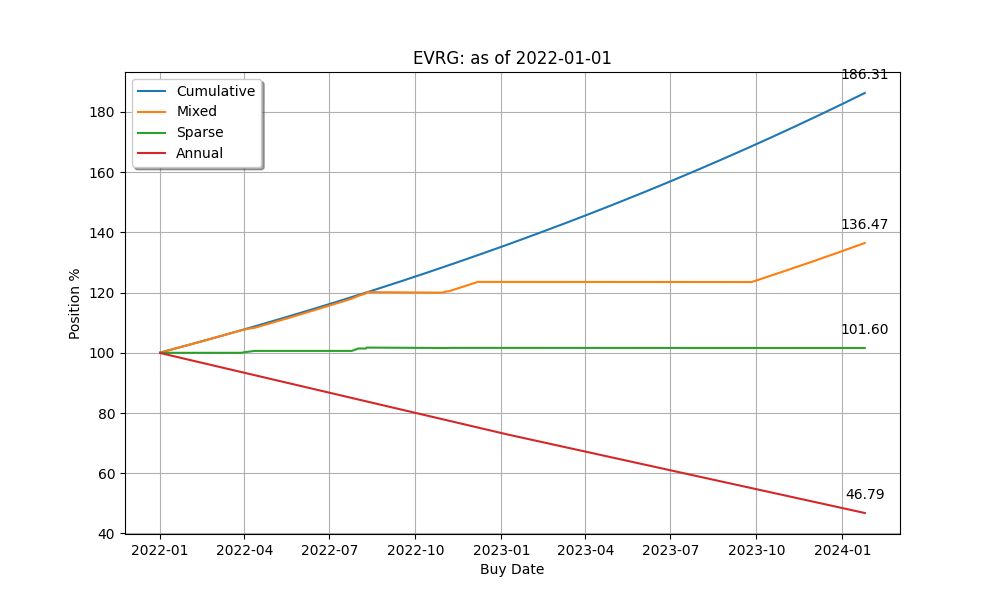 EVRG: as of 2022-01-01
186.31
Cumulative
Mixed
Sparse
Annual
136.47
101.60
46.79
180
160
140
120
100
80
60
40
Position %
2022-01 2022-04 2022-07 2022-10 2023-01 2023-04 2023-07 2023-10 2024-01
Buy Date